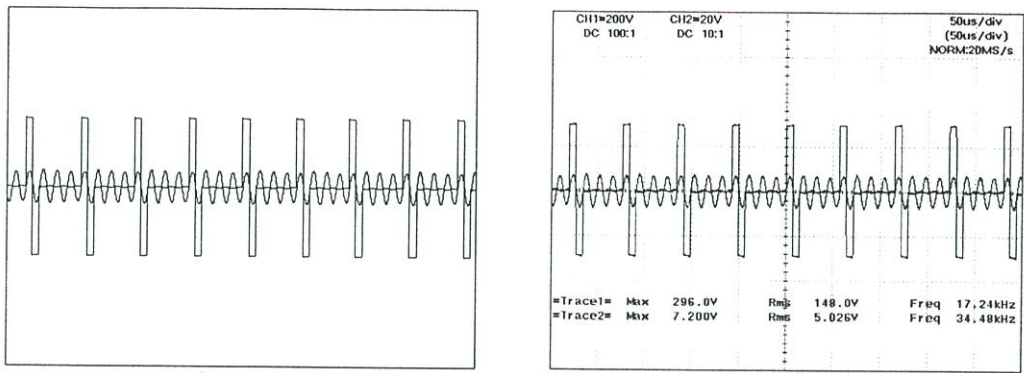 CH1=200V CH2=20V 50us/div
DC 100:1 DC 10:1 (50us/div)
NORM:20MS/s
=Trace1= Max 296.0V Rms 148.0V Freq 17.24kHz
=Trace2= Max 7.200V Rms 5.026V Freq 34.48kHz